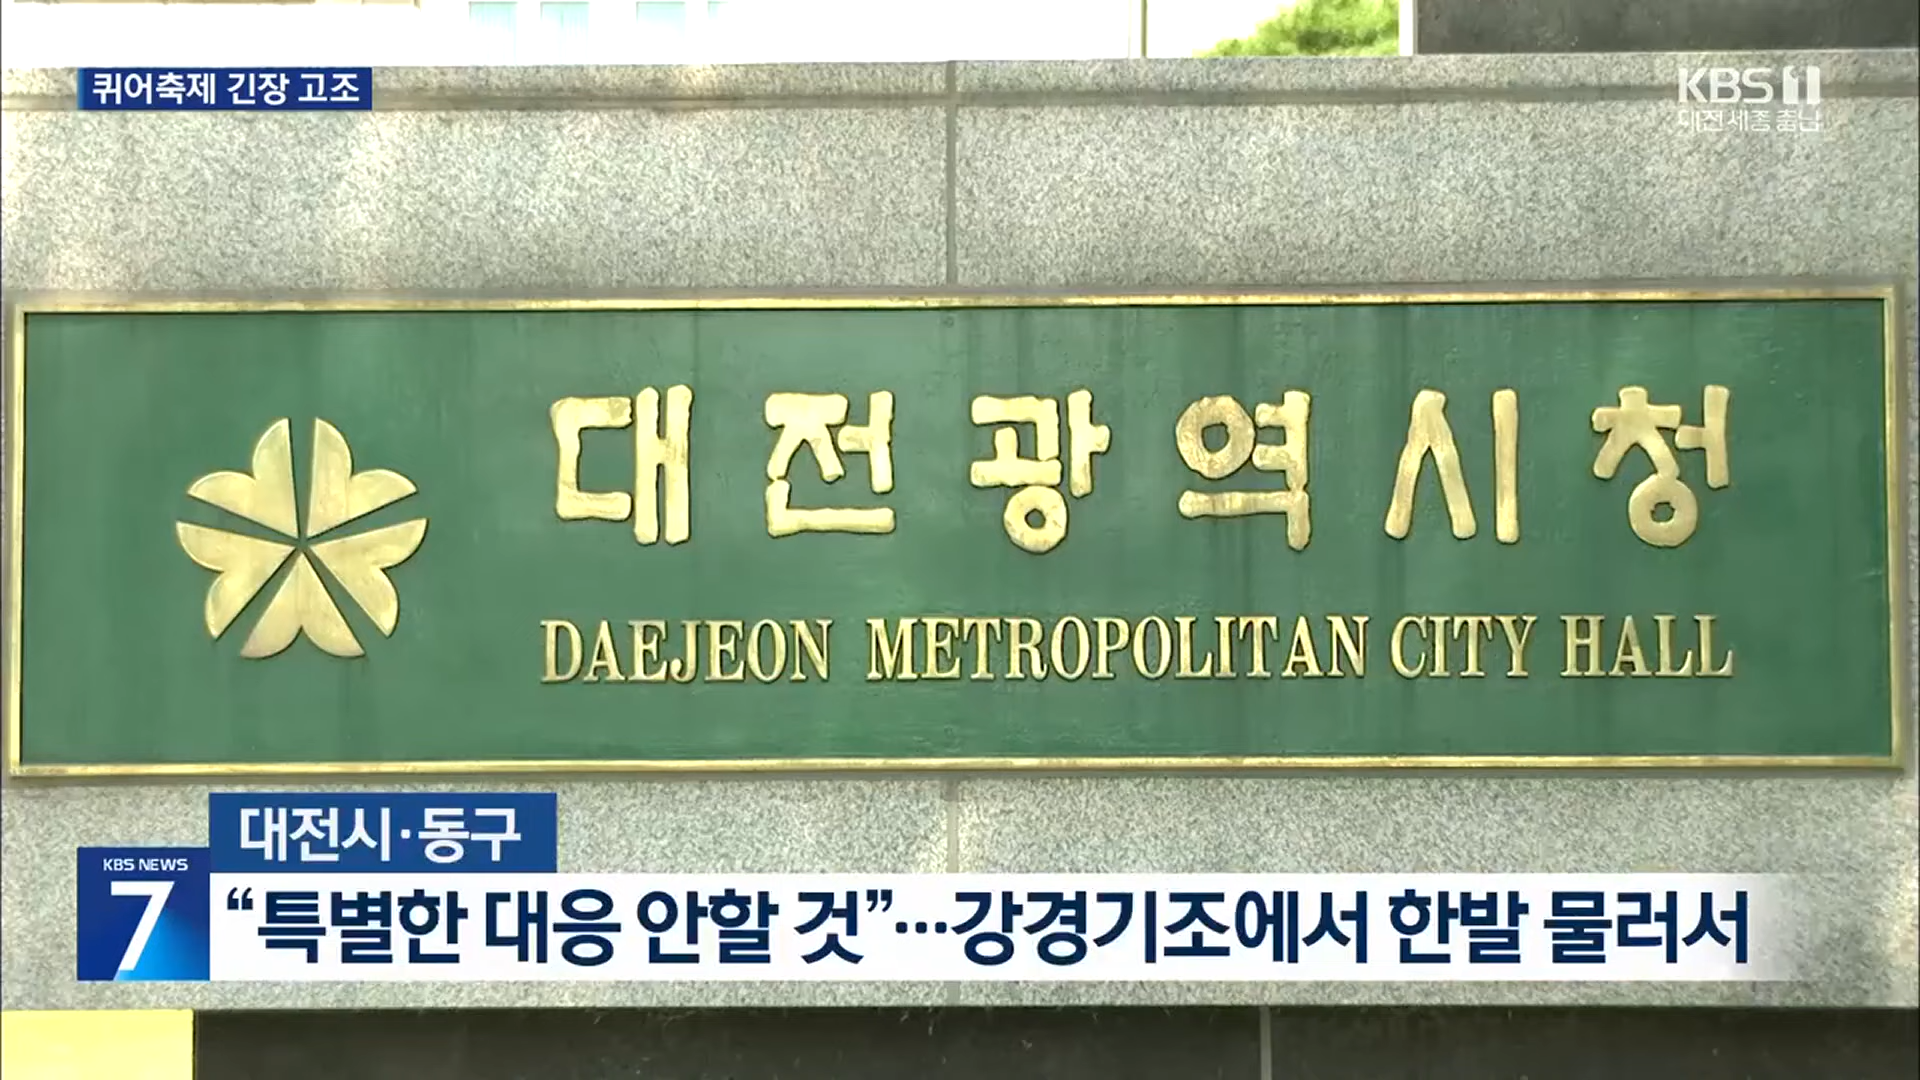 퀴어축제 긴장 고조
KBS 1
대전 세종 충남
대전광역시청
DAEJEON METROPOLITAN CITY HALL
대전시·동구
KBS NEWS
7
“특별한 대응 안할 것”…강경기조에서 한발 물러서